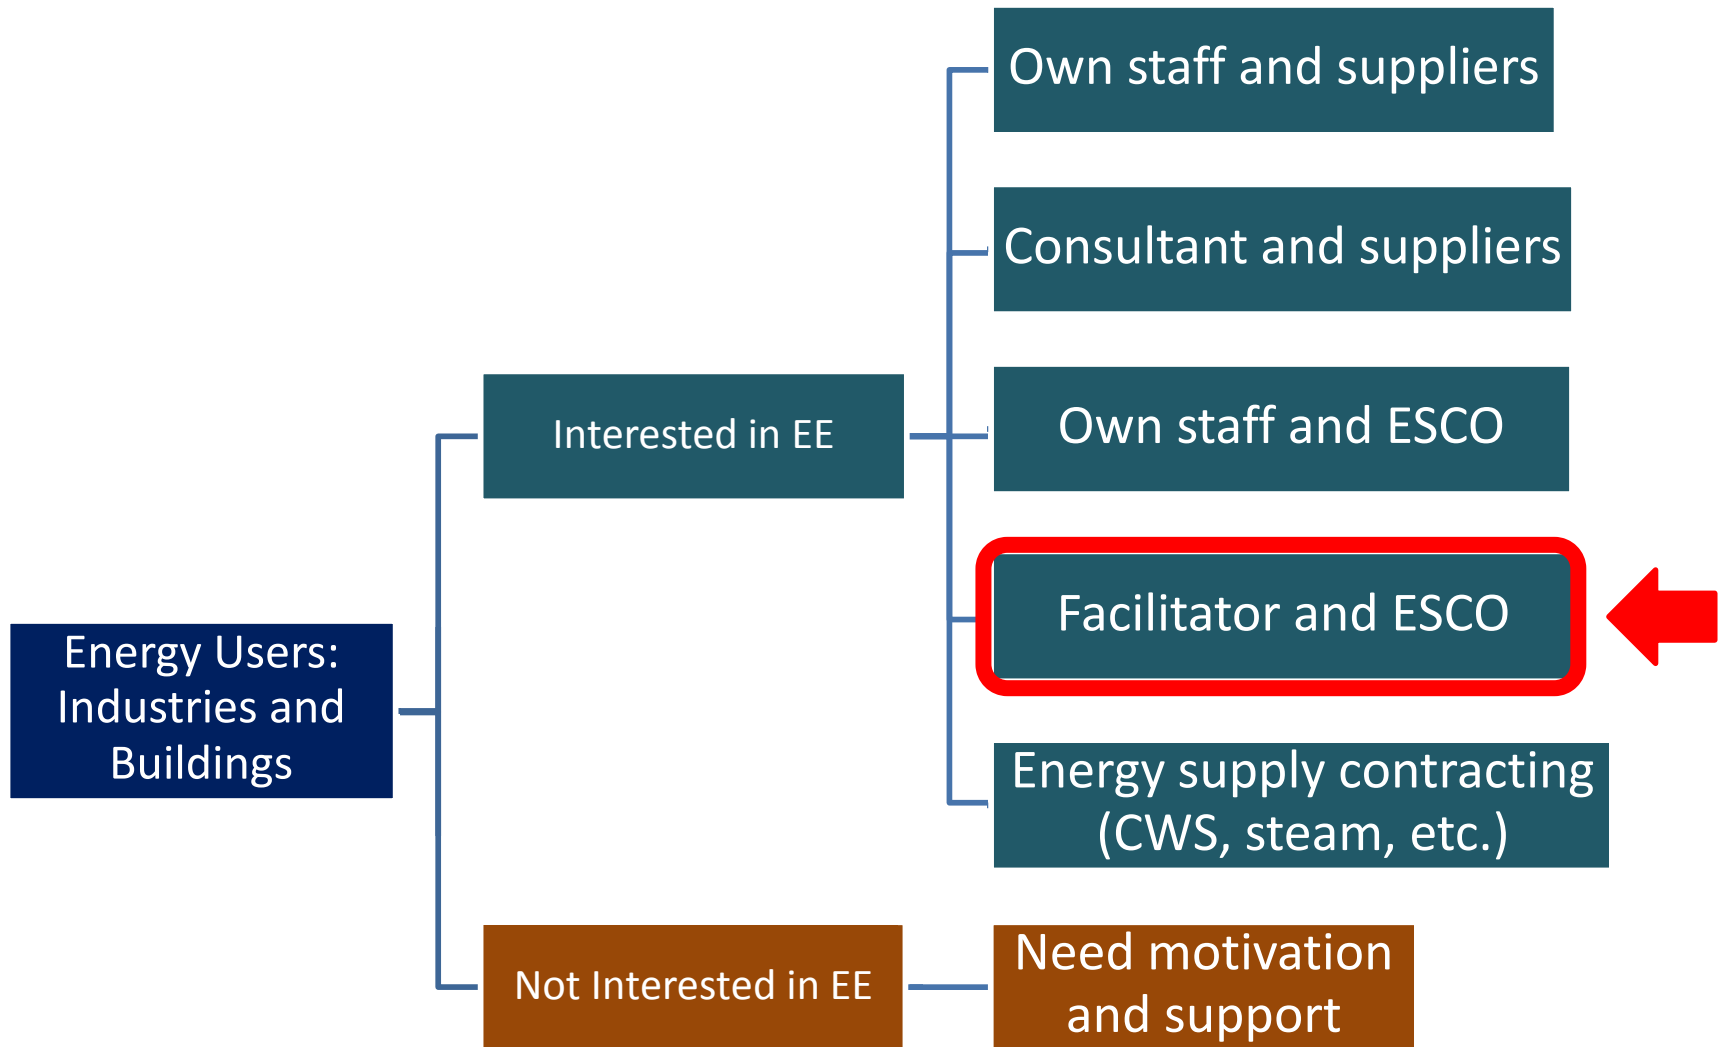 Energy Users:
Industries and
Buildings
Interested in EE
Own staff and suppliers
Consultant and suppliers
Own staff and ESCO
Facilitator and ESCO
Energy supply contracting
(CWS, steam, etc.)
Not Interested in EE
Need motivation
and support